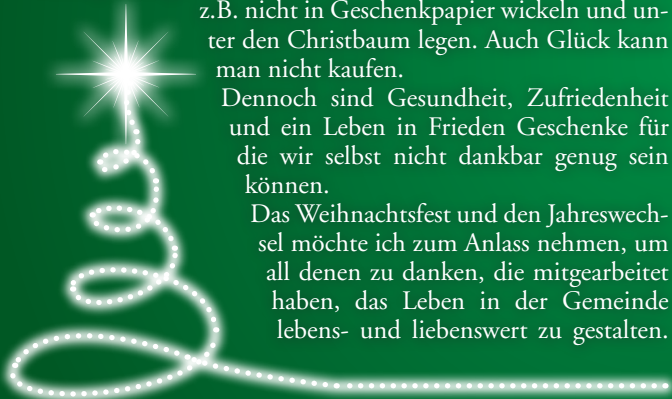 z.B. nicht in Geschenkpapier wickeln und un-
ter den Christbaum legen. Auch Glück kann
man nicht kaufen.
Dennoch sind Gesundheit, Zufriedenheit
und ein Leben in Frieden Geschenke für
die wir selbst nicht dankbar genug sein
können.
Das Weihnachtsfest und den Jahreswech-
sel möchte ich zum Anlass nehmen, um
all denen zu danken, die mitgearbeitet
haben, das Leben in der Gemeinde
lebens- und liebenswert zu gestalten.